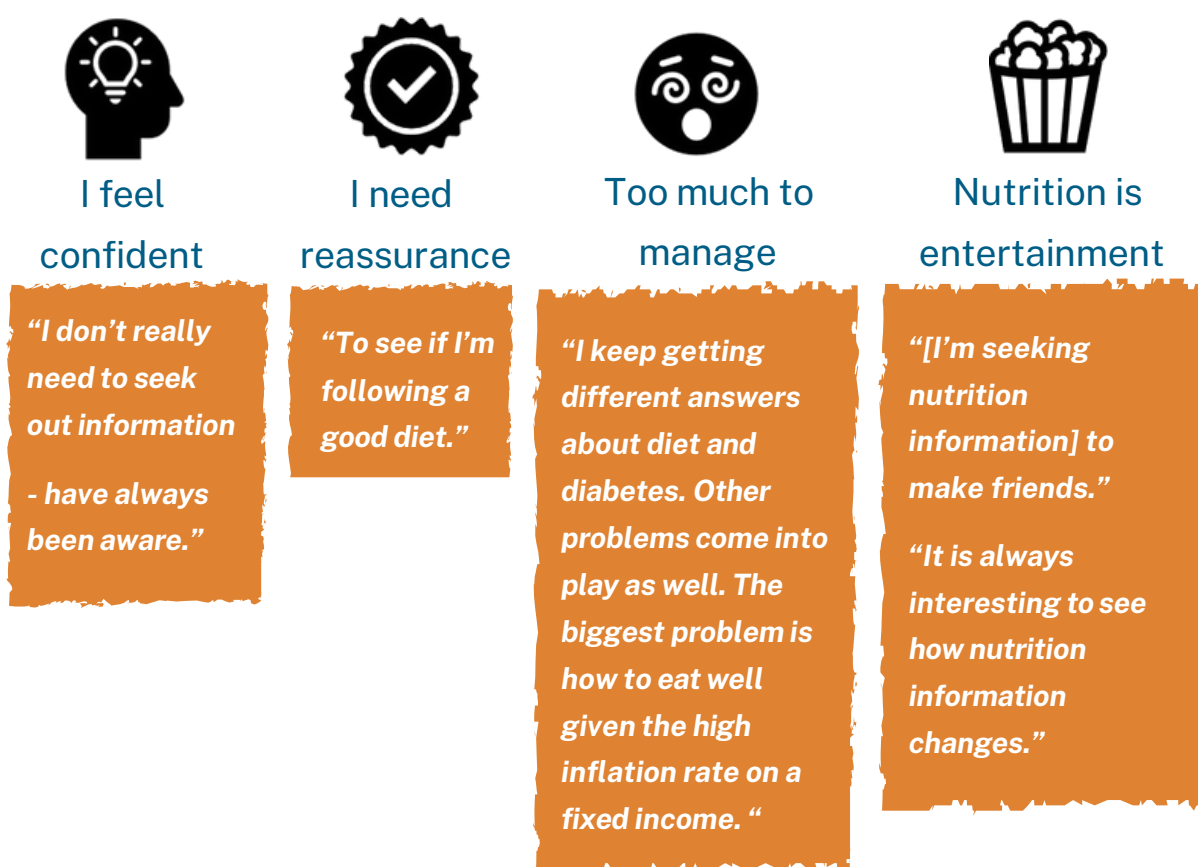 I feel
confident
“I don’t really
need to seek
out information
- have always
been aware.”
I need
reassurance
“To see if I’m
following a
good diet.”
Too much to
manage
“I keep getting
different answers
about diet and
diabetes. Other
problems come into
play as well. The
biggest problem is
how to eat well
given the high
inflation rate on a
fixed income. “
Nutrition is
entertainment
“[I’m seeking
nutrition
information] to
make friends.”
“It is always
interesting to see
how nutrition
information
changes.”